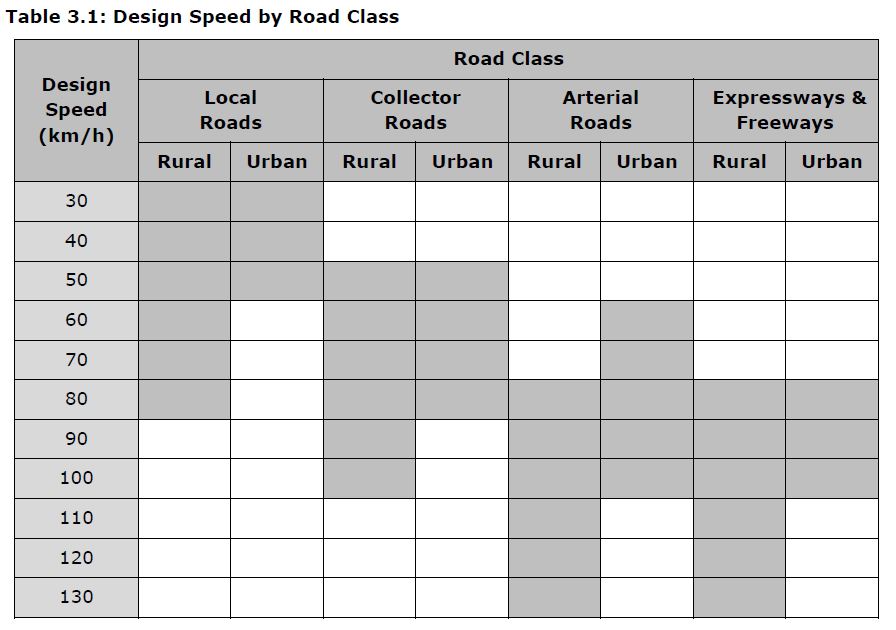 Table 3.1: Design Speed by Road Class
Design
Speed
(km/h)
Road Class
Local
Roads
Collector
Roads
Arterial
Roads
Expressways &
Freeways
Rural Urban Rural Urban Rural Urban Rural Urban
30
40
50
60
70
80
90
100
110
120
130